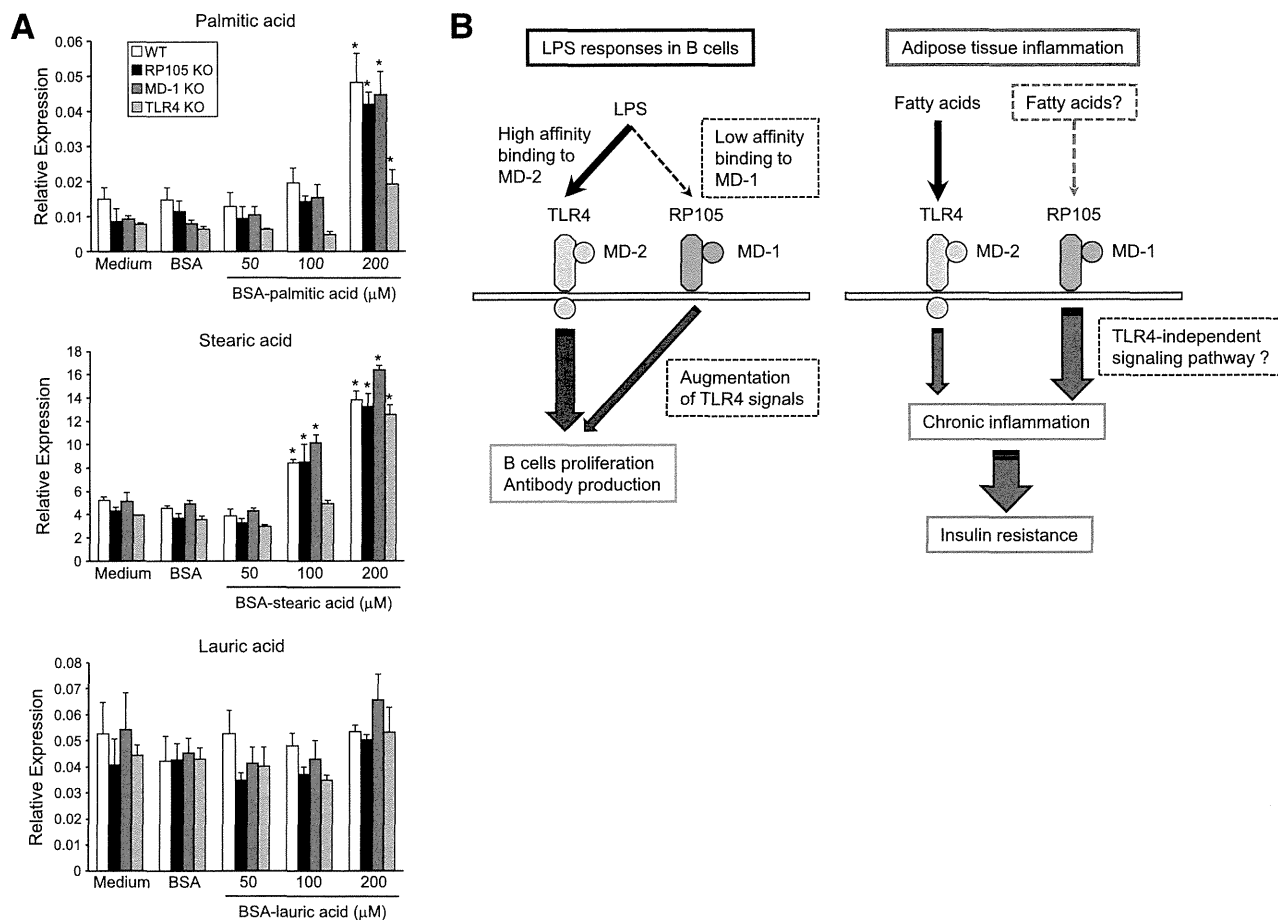 A
Palmitic acid
Relative Expression
0.06
0.05
0.04
0.03
0.02
0.01
0
WT
RP105 KO
MD-1 KO
TLR4 KO
* * * *
Medium BSA 50 100 200
BSA-palmitic acid (μM)
Stearic acid
Relative Expression
18
16
14
12
10
8
6
4
2
0
* * * * * * *
Medium BSA 50 100 200
BSA-stearic acid (μM)
Lauric acid
Relative Expression
0.08
0.07
0.06
0.05
0.04
0.03
0.02
0.01
0
Medium BSA 50 100 200
BSA-lauric acid (μM)
B
LPS responses in B cells
LPS
High affinity
binding to
MD-2
Low affinity
binding to
MD-1
TLR4 RP105
MD-2 MD-1
Augmentation
of TLR4 signals
B cells proliferation
Antibody production
Adipose tissue inflammation
Fatty acids Fatty acids?
TLR4 RP105
MD-2 MD-1
TLR4-independent
signaling pathway ?
Chronic inflammation
Insulin resistance